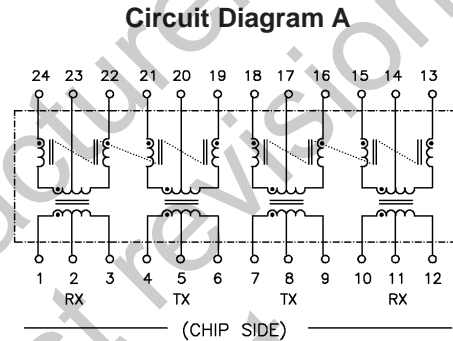 Circuit Diagram A
24 23 22 21 20 19 18 17 16 15 14 13
1 2 3 4 5 6 7 8 9 10 11 12
RX TX TX RX
(CHIP SIDE)